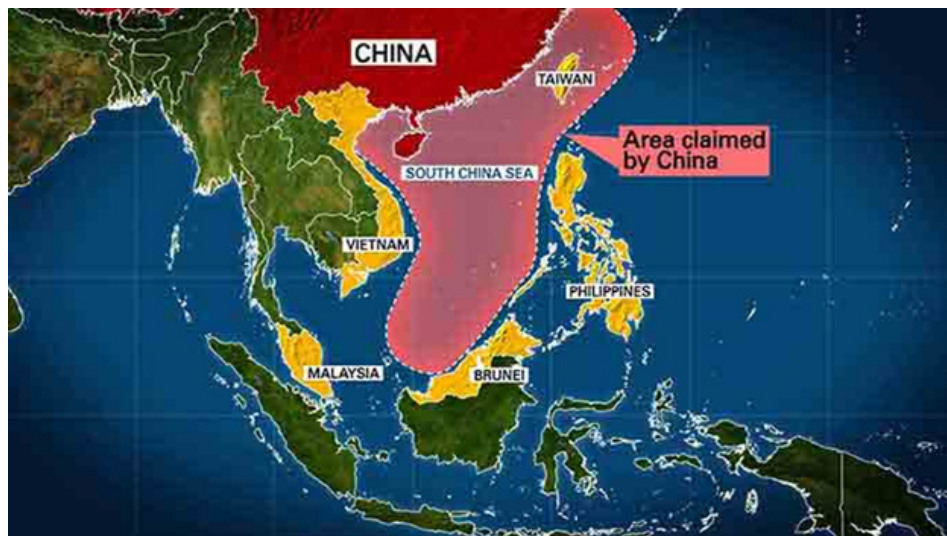 CHINA
TAIWAN
Area claimed
by China
SOUTH CHINA SEA
VIETNAM
PHILIPPINES
MALAYSIA
BRUNEI